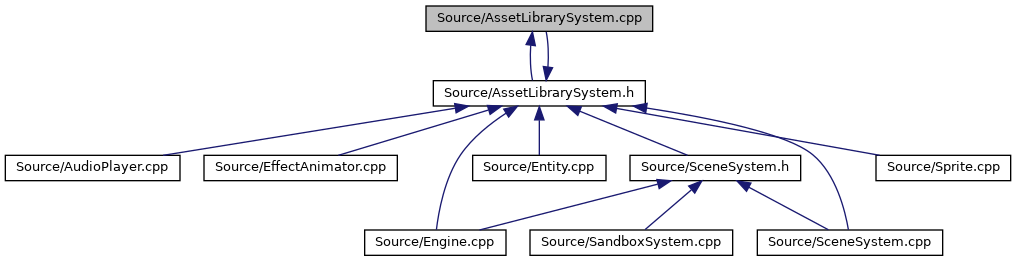 Source/AssetLibrarySystem.cpp
Source/AssetLibrarySystem.h
Source/AudioPlayer.cpp
Source/EffectAnimator.cpp
Source/Entity.cpp
Source/SceneSystem.h
Source/Sprite.cpp
Source/Engine.cpp
Source/SandboxSystem.cpp
Source/SceneSystem.cpp